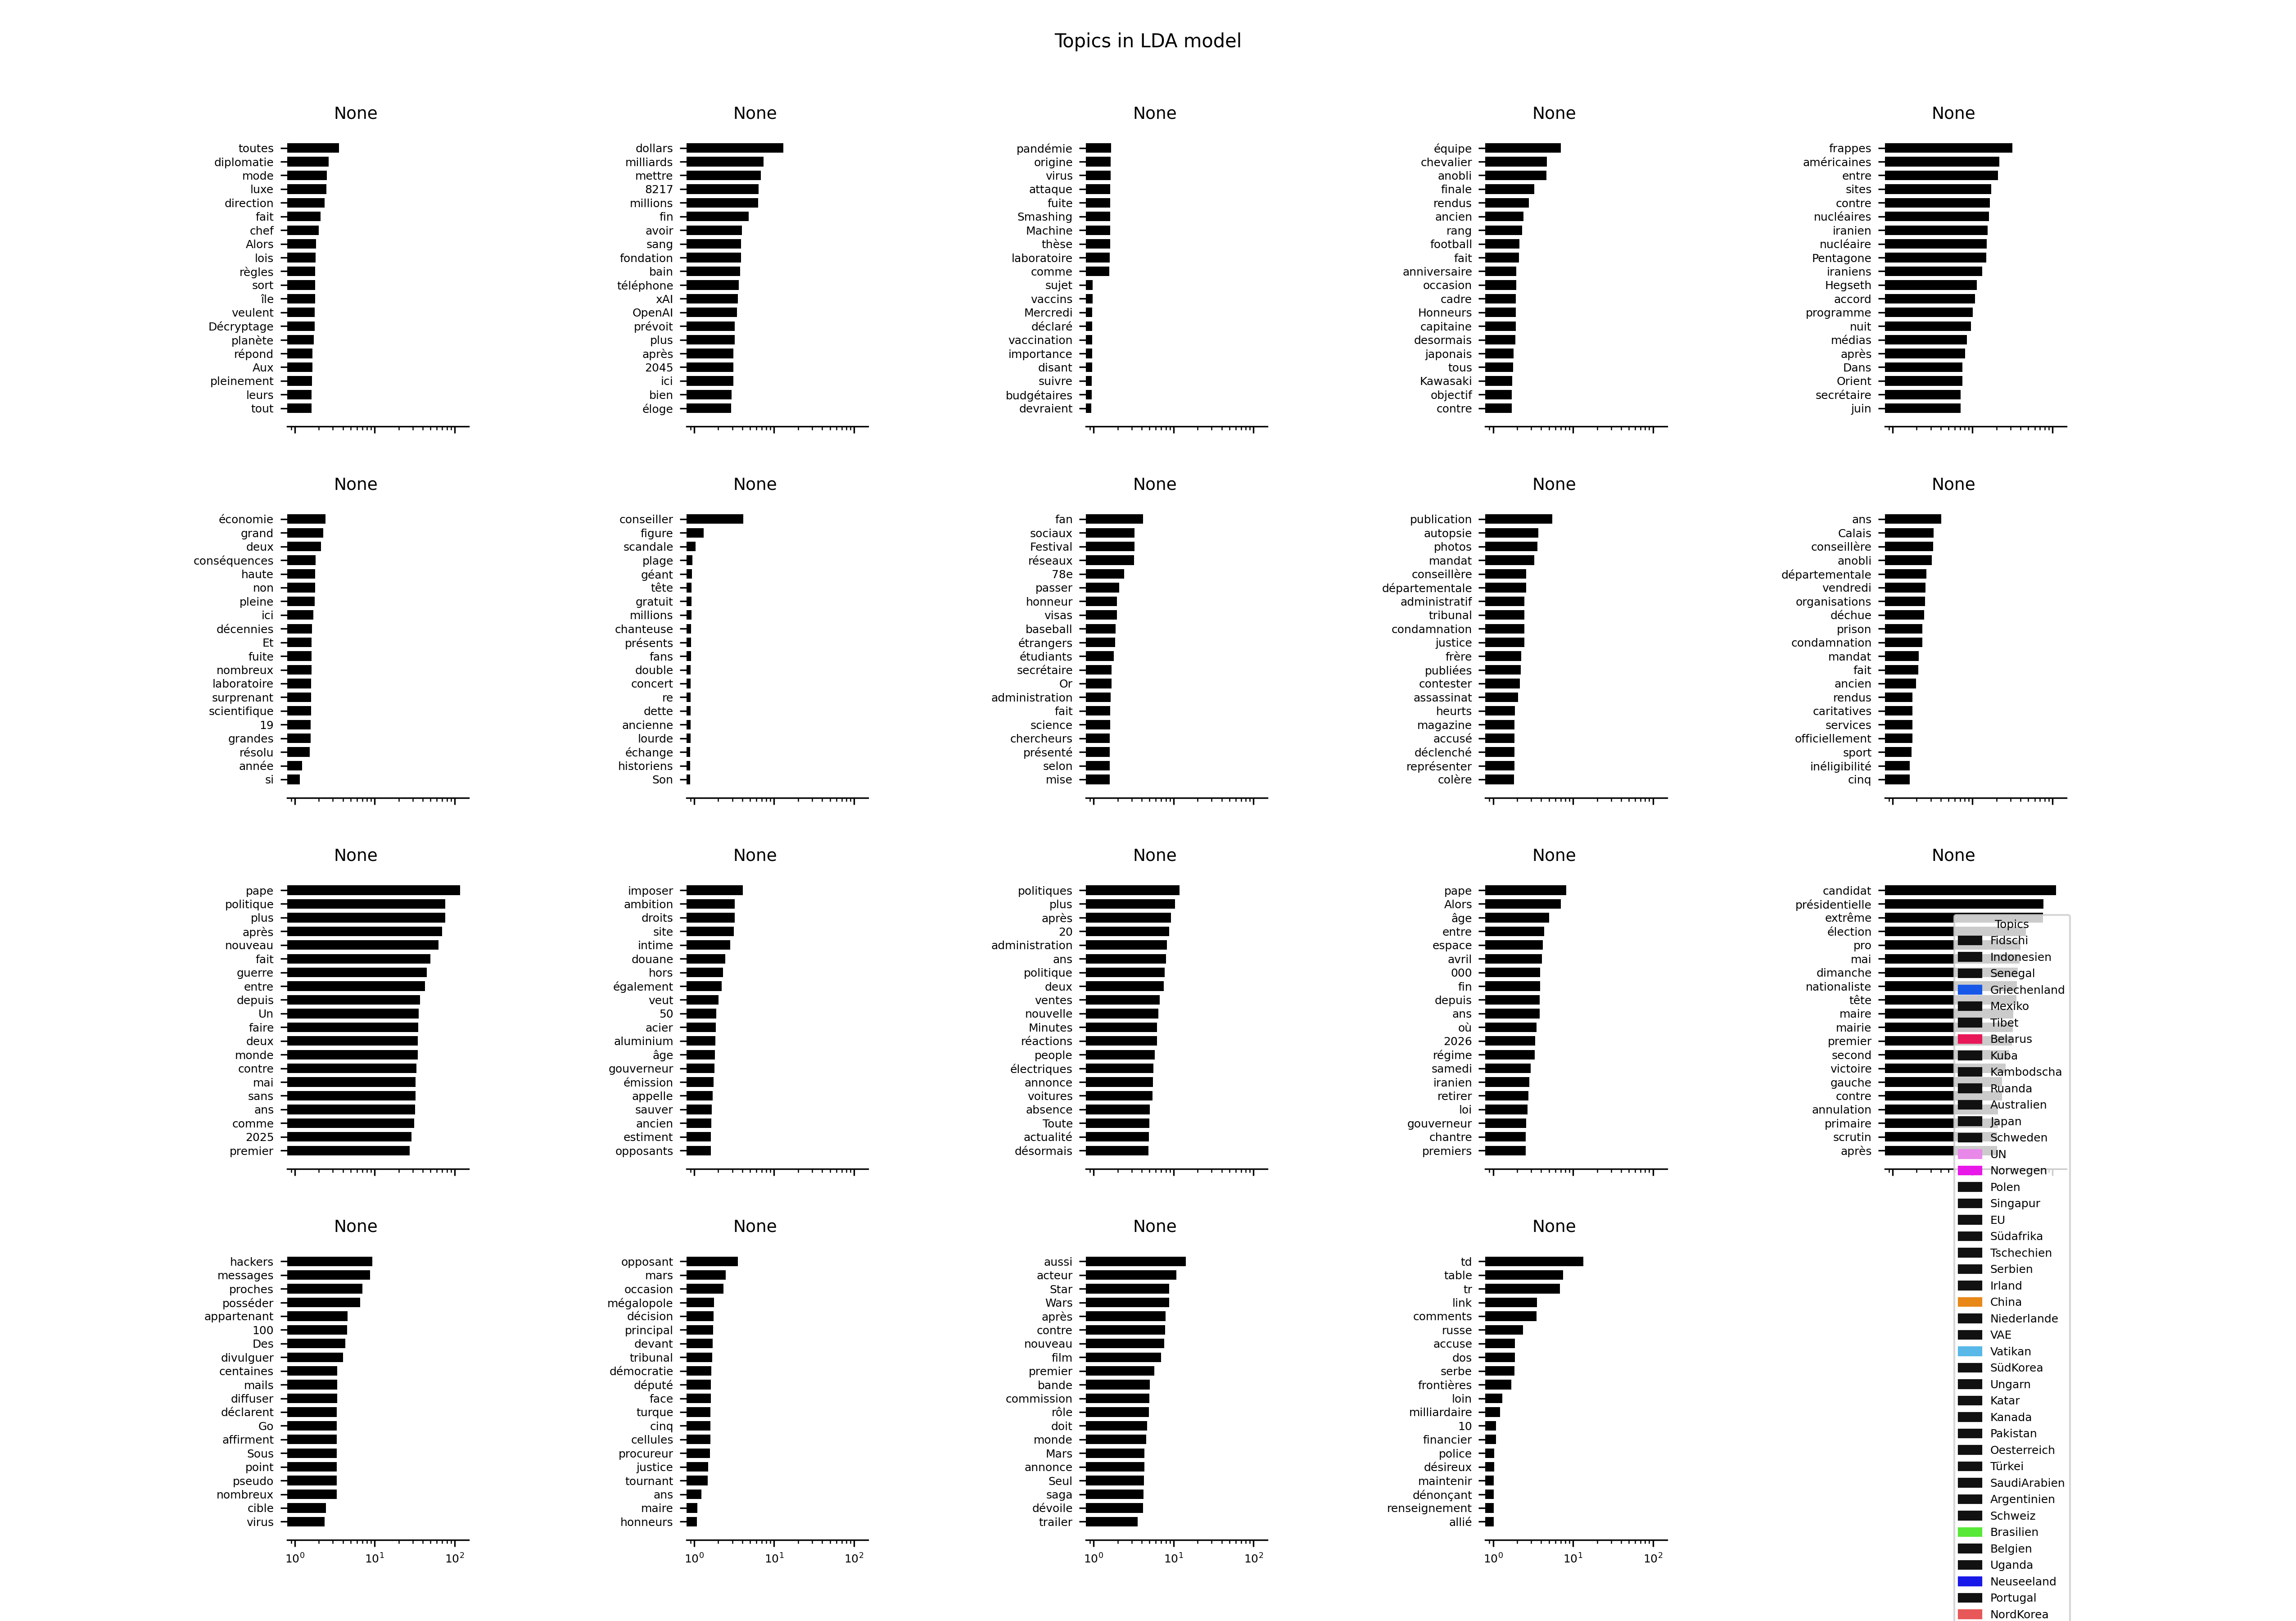 Topics in LDA model
None
toutes
diplomatie
mode
luxe
direction
fait
chef
Alors
lois
règles
sort
île
veulent
Décryptage
planète
répond
Aux
pleinement
leurs
tout
None
dollars
milliards
mettre
8217
millions
fin
avoir
sang
fondation
bain
téléphone
xAI
OpenAI
prévoit
plus
après
2045
ici
bien
éloge
None
pandémie
origine
virus
attaque
fuite
Smashing
Machine
thèse
laboratoire
comme
sujet
vaccins
Mercredi
déclaré
vaccination
importance
disant
suivre
budgétaires
devraient
None
équipe
chevalier
anobli
finale
rendus
ancien
rang
football
fait
anniversaire
occasion
cadre
Honneurs
capitaine
desormais
japonais
tous
Kawasaki
objectif
contre
None
frappes
américaines
entre
sites
contre
nucléaires
iranien
nucléaire
Pentagone
iraniens
Hegseth
accord
programme
nuit
médias
après
Dans
Orient
secrétaire
juin
None
économie
grand
deux
conséquences
haute
non
pleine
ici
décennies
Et
fuite
nombreux
laboratoire
surprenant
scientifique
19
grandes
résolu
année
si
None
conseiller
figure
scandale
plage
géant
tête
gratuit
millions
chanteuse
présents
fans
double
concert
re
dette
ancienne
lourde
échange
historiens
Son
None
fan
sociaux
Festival
réseaux
78e
passer
honneur
visas
baseball
étrangers
étudiants
secrétaire
Or
administration
fait
science
chercheurs
présenté
selon
mise
None
publication
autopsie
photos
mandat
conseillère
départementale
administratif
tribunal
condamnation
justice
frère
publiées
contester
assassinat
heurts
magazine
accusé
déclenché
représenter
colère
None
ans
Calais
conseillère
anobli
départementale
vendredi
organisations
déchue
prison
condamnation
mandat
fait
ancien
rendus
caritatives
services
officiellement
sport
inéligibilité
cinq
None
pape
politique
plus
après
nouveau
fait
guerre
entre
depuis
Un
faire
deux
monde
contre
mai
sans
ans
comme
2025
premier
None
imposer
ambition
droits
site
intime
douane
hors
également
veut
50
acier
aluminium
âge
gouverneur
émission
appelle
sauver
ancien
estiment
opposants
None
politiques
plus
après
20
administration
ans
politique
deux
ventes
nouvelle
Minutes
réactions
people
électriques
annonce
voitures
absence
Toute
actualité
désormais
None
pape
Alors
âge
entre
espace
avril
000
fin
depuis
ans
où
2026
régime
samedi
iranien
retirer
loi
gouverneur
chantre
premiers
None
candidat
présidentielle
extrême
élection
pro
mai
dimanche
nationaliste
tête
maire
mairie
premier
second
victoire
gauche
contre
annulation
primaire
scrutin
après
None
hackers
messages
proches
posséder
appartenant
100
Des
divulguer
centaines
mails
diffuser
déclarent
Go
affirment
Sous
point
pseudo
nombreux
cible
virus
10⁰ 10¹ 10²
None
opposant
mars
occasion
mégalopole
décision
principal
devant
tribunal
démocratie
député
face
turque
cinq
cellules
procureur
justice
tournant
ans
maire
honneurs
10⁰ 10¹ 10²
None
aussi
acteur
Star
Wars
après
contre
nouveau
film
premier
bande
commission
rôle
doit
monde
Mars
annonce
Seul
saga
dévoile
trailer
10⁰ 10¹ 10²
None
td
table
tr
link
comments
russe
accuse
dos
serbe
frontières
loin
milliardaire
10
financier
police
désireux
maintenir
dénonçant
renseignement
allié
10⁰ 10¹ 10²
Topics
Fidschi
Indonesien
Senegal
Griechenland
Mexiko
Tibet
Belarus
Kuba
Kambodscha
Ruanda
Australien
Japan
Schweden
UN
Norwegen
Polen
Singapur
EU
Südafrika
Tschechien
Serbien
Irland
China
Niederlande
VAE
Vatikan
SüdKorea
Ungarn
Katar
Kanada
Pakistan
Oesterreich
Türkei
SaudiArabien
Argentinien
Schweiz
Brasilien
Belgien
Uganda
Neuseeland
Portugal
NordKorea